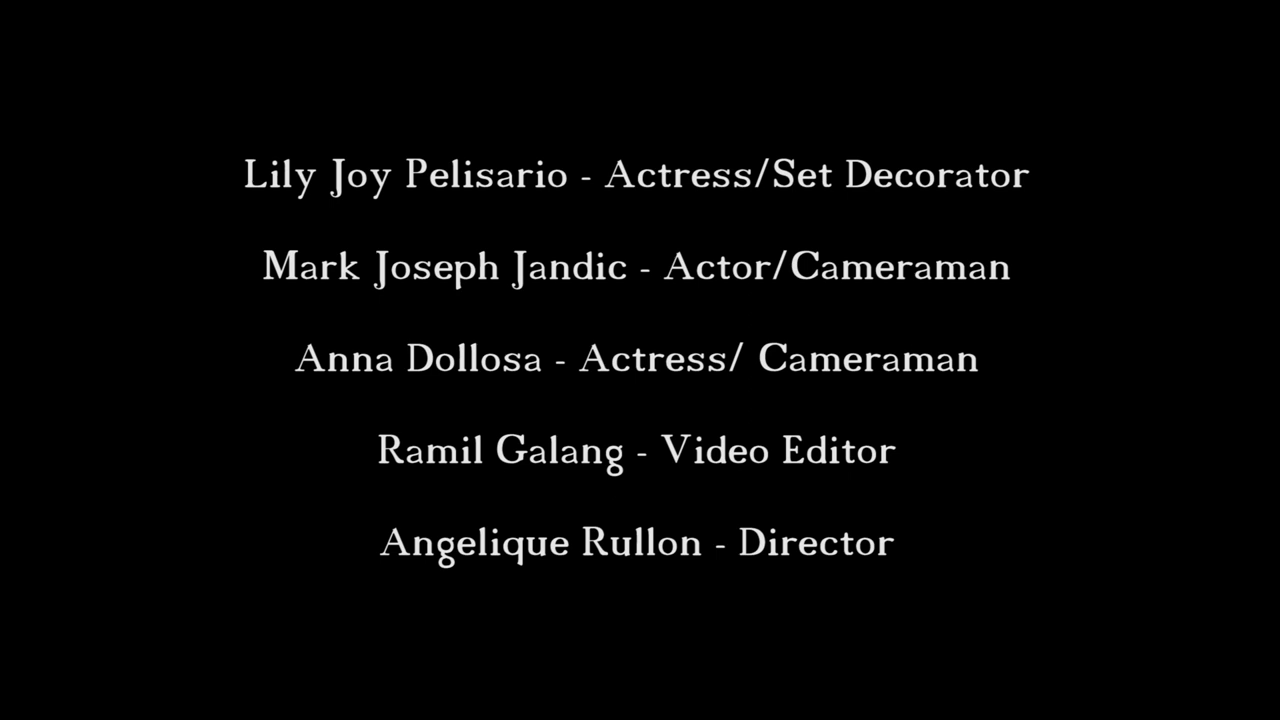 Lily Joy Pelisario - Actress/Set Decorator
Mark Joseph Jandic - Actor/Cameraman
Anna Dollosa - Actress/ Cameraman
Ramil Galang - Video Editor
Angelique Rullon - Director